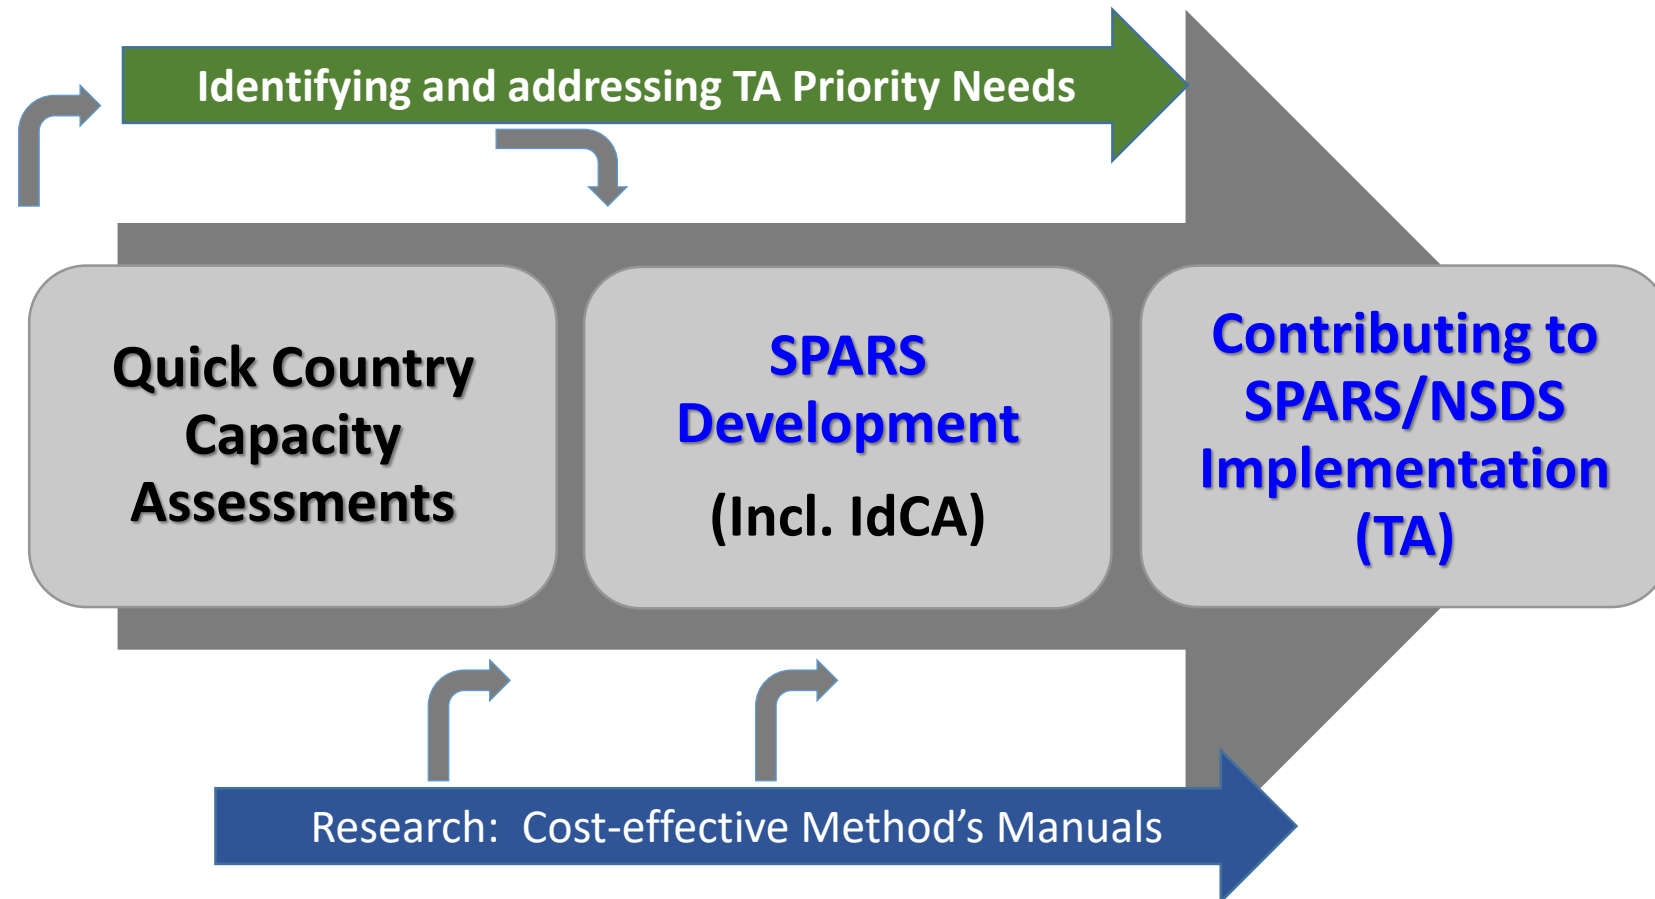 Identifying and addressing TA Priority Needs
Quick Country
Capacity
Assessments
SPARS
Development
(Incl. IdCA)
Contributing to
SPARS/NSDS
Implementation
(TA)
Research:  Cost-effective Method’s Manuals